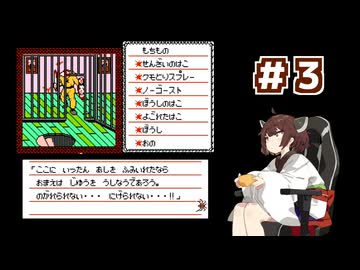 もちもの
せんざいのはこ
クモとりスプレー
ノーゴースト
ぼうしのはこ
よごれたはこ
ぼうし
おの
#3
「ここに いったん あしを ふみいれたなら
おまえは じゆうを うしなうであろう。
のがれられない・・・ にげられない・・・!!」